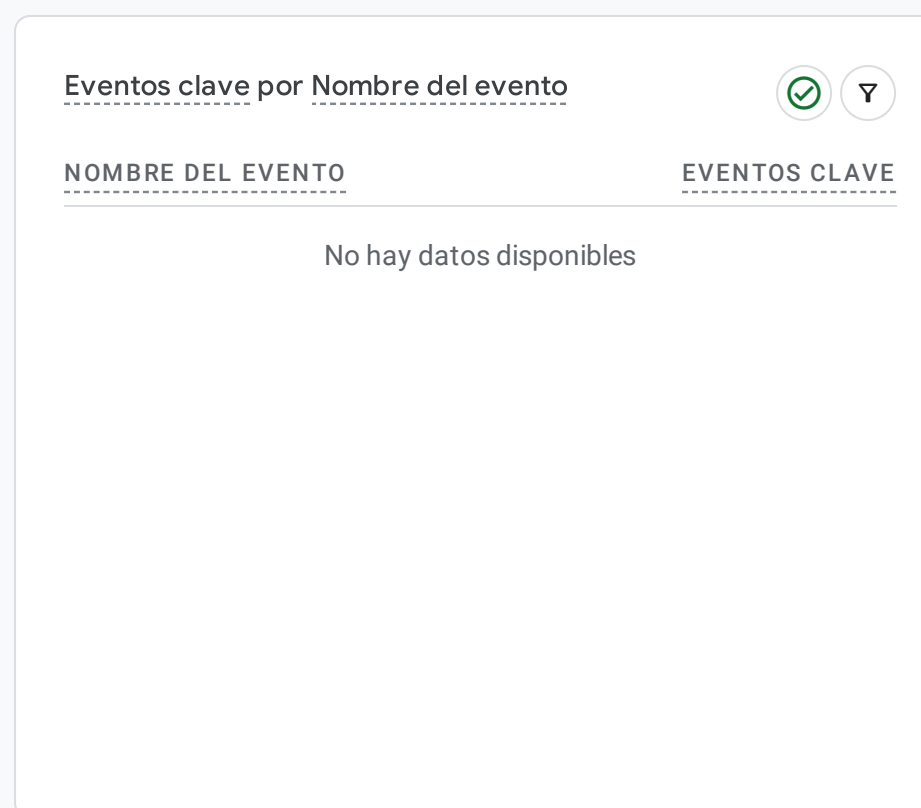 Eventos clave por Nombre del evento
NOMBRE DEL EVENTO EVENTOS CLAVE
No hay datos disponibles